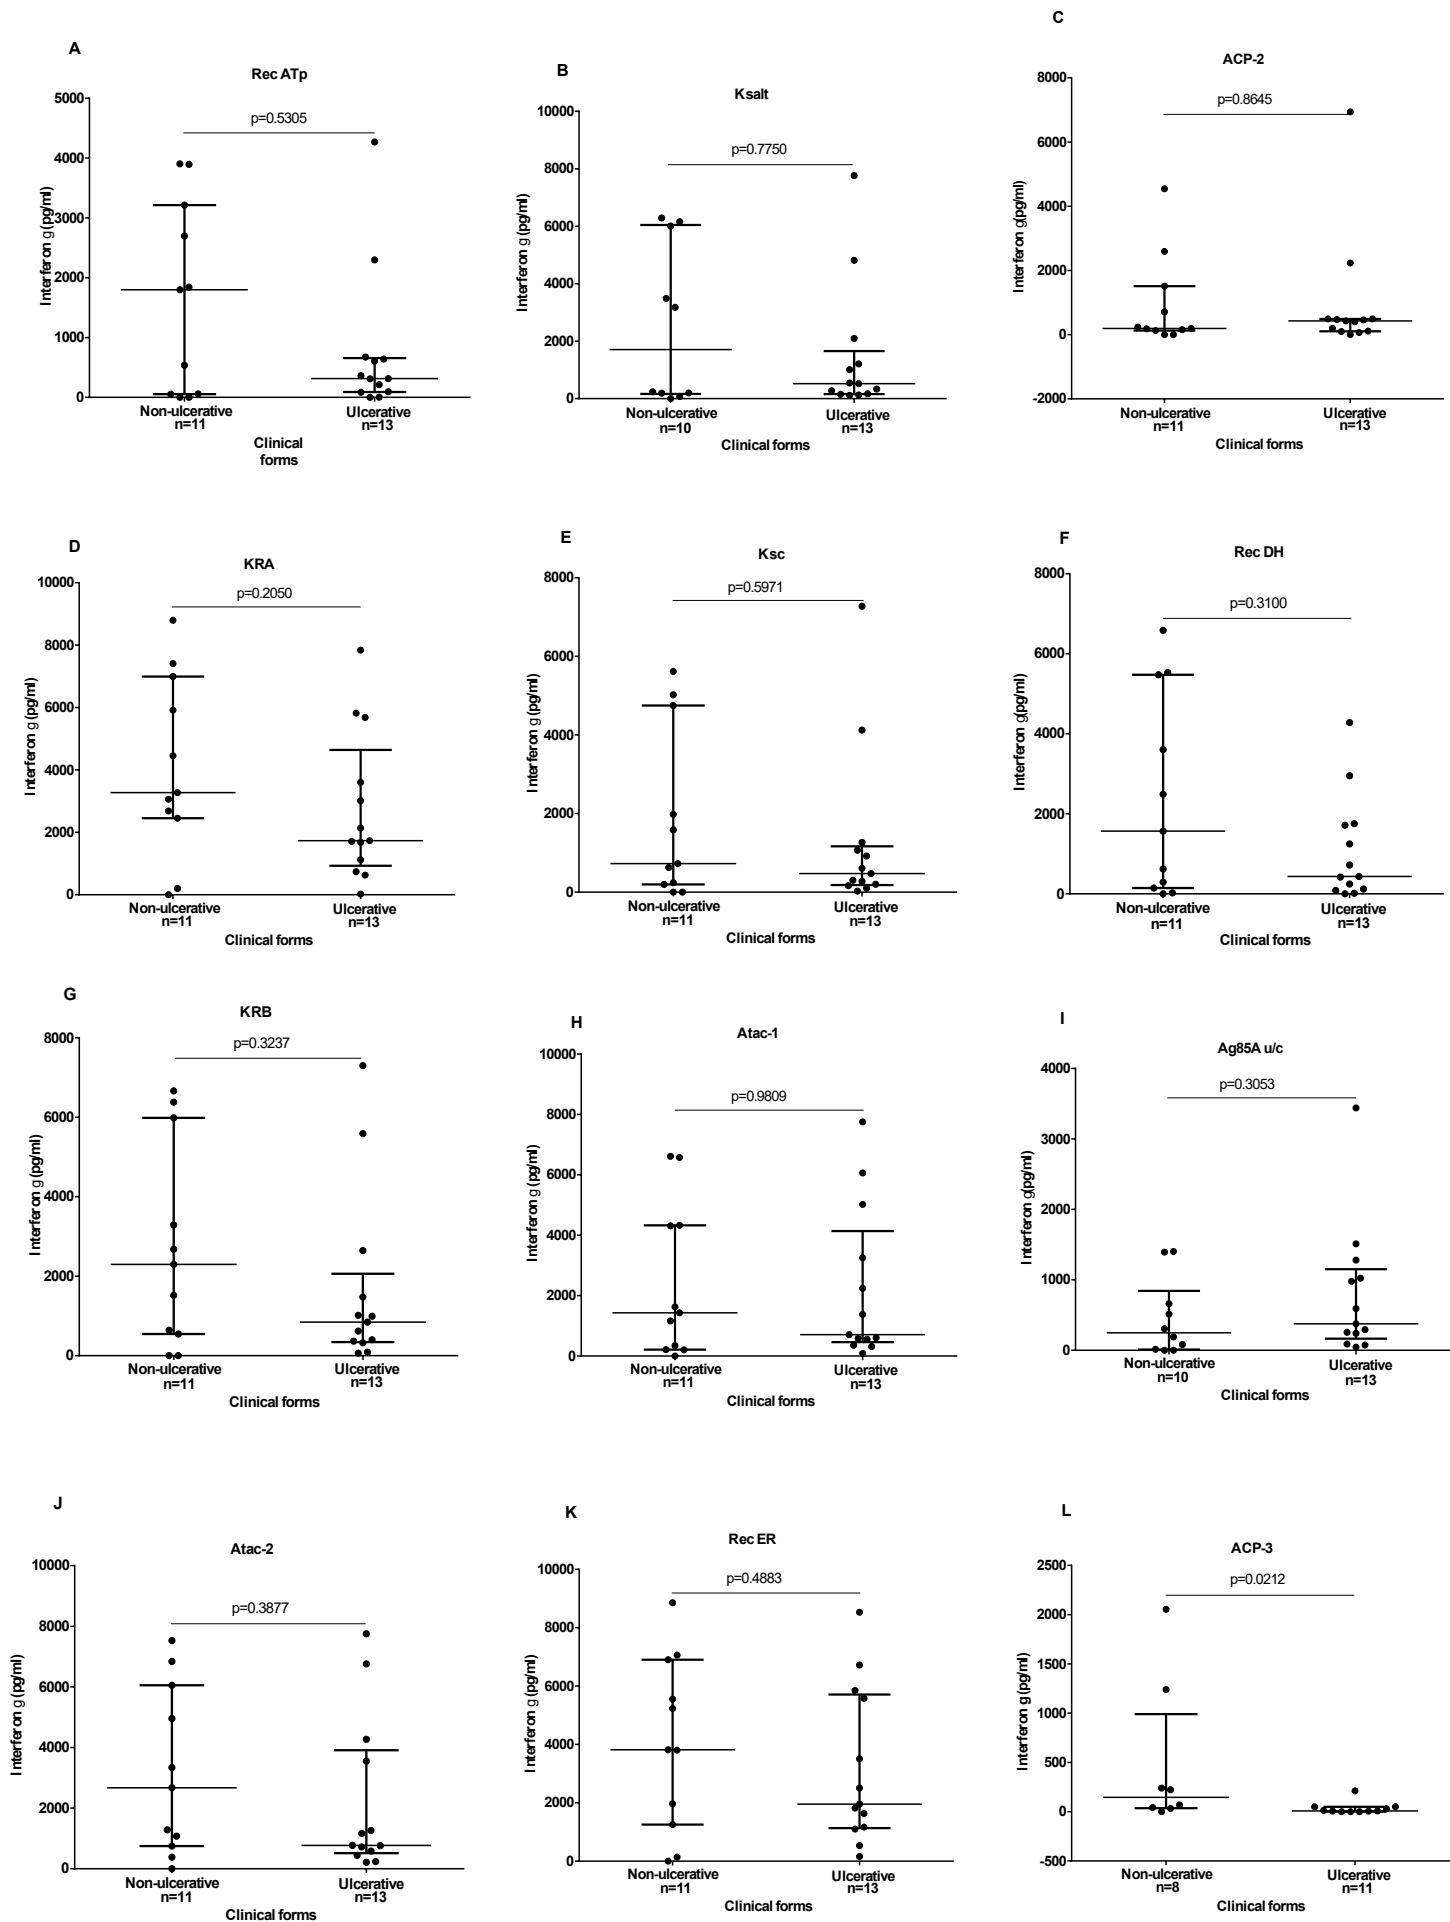 A
Rec ATp
p=0.5305
Interferon g (pg/ml)
5000
4000
3000
2000
1000
0
Non-ulcerative
n=11
Ulcerative
n=13
Clinical
forms
B
Ksalt
p=0.7750
Interferon g (pg/ml)
10000
8000
6000
4000
2000
0
Non-ulcerative
n=10
Ulcerative
n=13
Clinical forms
C
ACP-2
p=0.8645
Interferon g(pg/ml)
8000
6000
4000
2000
0
-2000
Non-ulcerative
n=11
Ulcerative
n=13
Clinical forms
D
KRA
p=0.2050
Interferon g (pg/ml)
10000
8000
6000
4000
2000
0
Non-ulcerative
n=11
Ulcerative
n=13
Clinical forms
E
Ksc
p=0.5971
Interferon g (pg/ml)
8000
6000
4000
2000
0
Non-ulcerative
n=11
Ulcerative
n=13
Clinical forms
F
Rec DH
p=0.3100
Interferon g(pg/ml)
8000
6000
4000
2000
0
Non-ulcerative
n=11
Ulcerative
n=13
Clinical forms
G
KRB
p=0.3237
Interferon g (pg/ml)
8000
6000
4000
2000
0
Non-ulcerative
n=11
Ulcerative
n=13
Clinical forms
H
Atac-1
p=0.9809
Interferon g (pg/ml)
10000
8000
6000
4000
2000
0
Non-ulcerative
n=11
Ulcerative
n=13
Clinical forms
I
Ag85A u/c
p=0.3053
Interferon g(pg/ml)
4000
3000
2000
1000
0
Non-ulcerative
n=10
Ulcerative
n=13
Clinical forms
J
Atac-2
p=0.3877
Interferon g (pg/ml)
10000
8000
6000
4000
2000
0
Non-ulcerative
n=11
Ulcerative
n=13
Clinical forms
K
Rec ER
p=0.4883
Interferon g (pg/ml)
10000
8000
6000
4000
2000
0
Non-ulcerative
n=11
Ulcerative
n=13
Clinical forms
L
ACP-3
p=0.0212
Interferon g (pg/ml)
2500
2000
1500
1000
500
0
-500
Non-ulcerative
n=8
Ulcerative
n=11
Clinical forms